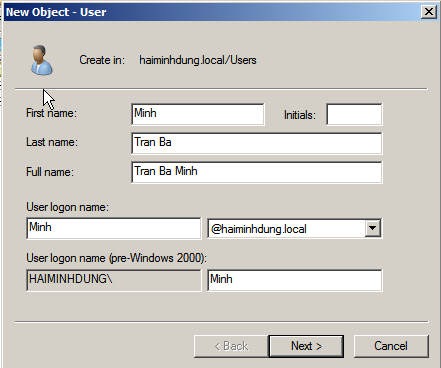 New Object - User
Create in: haiminhdung.local/Users
First name: Minh Initials:
Last name: Tran Ba
Full name: Tran Ba Minh
User logon name:
Minh @haiminhdung.local
User logon name (pre-Windows 2000):
HAIMINHDUNG\ Minh
< Back Next > Cancel